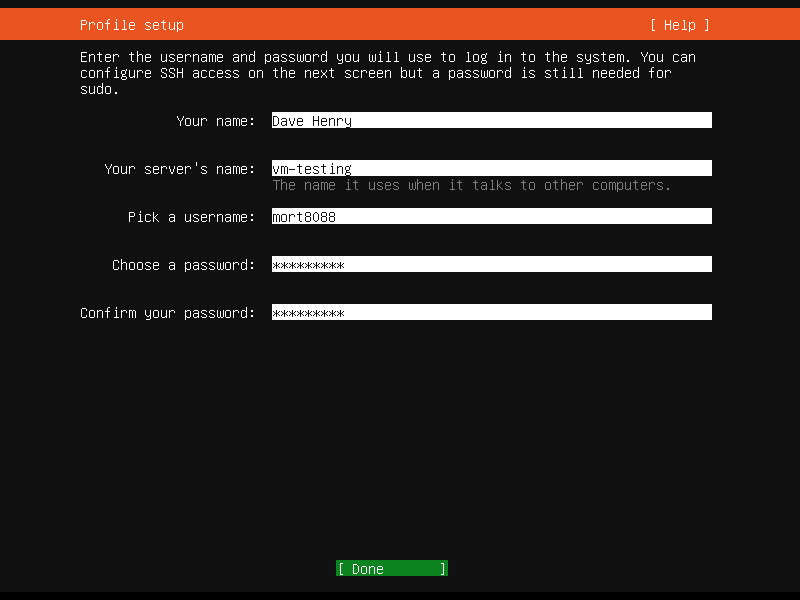 Profile setup [ Help ]
Enter the username and password you will use to log in to the system. You can
configure SSH access on the next screen but a password is still needed for
sudo.
Your name: Dave Henry
Your server's name: vm-testing
The name it uses when it talks to other computers.
Pick a username: mort8088
Choose a password: *********
Confirm your password: *********
[ Done ]